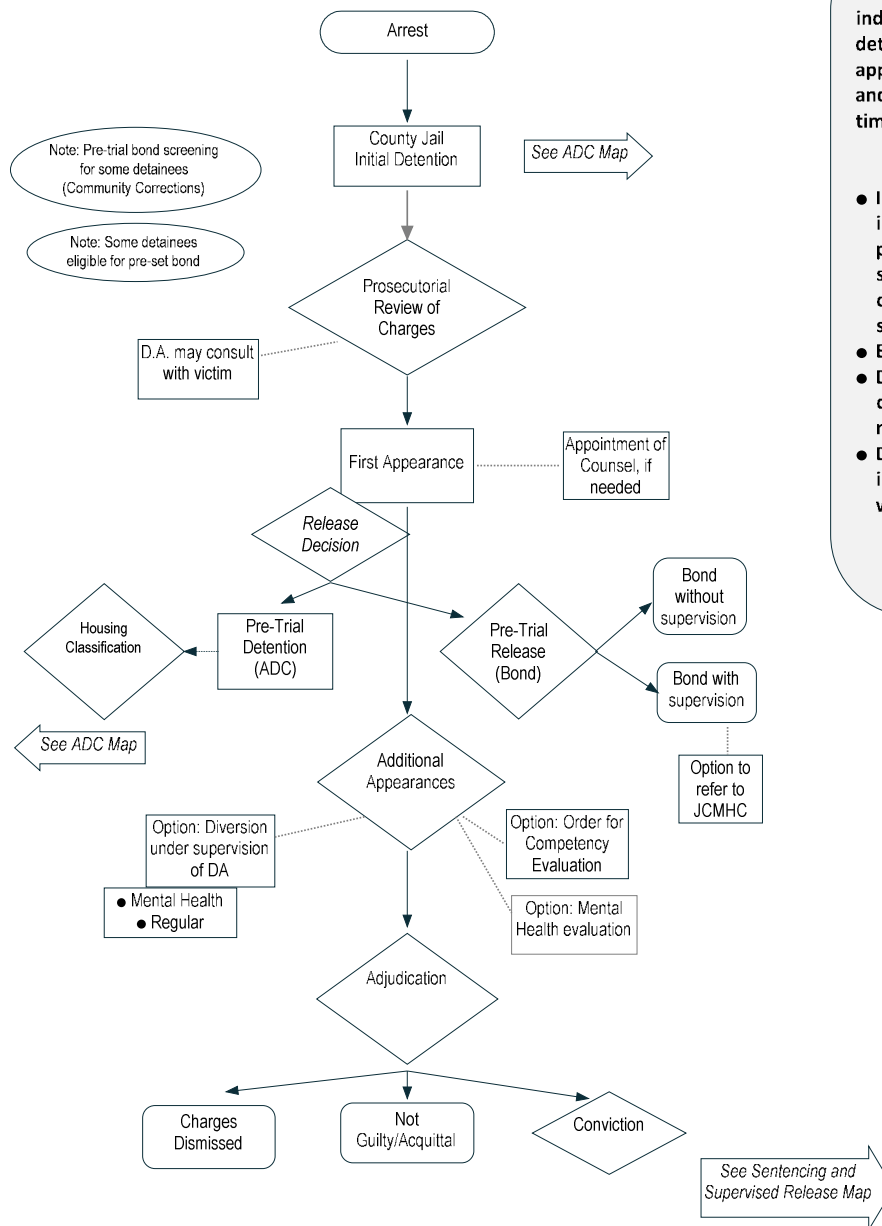 Arrest
County Jail
Initial Detention
See ADC Map
Note: Pre-trial bond screening
for some detainees
(Community Corrections)
Note: Some detainees
eligible for pre-set bond
Prosecutorial
Review of
Charges
D.A. may consult
with victim
First Appearance
Appointment of
Counsel, if
needed
Release
Decision
Housing
Classification
Pre-Trial
Detention
(ADC)
Pre-Trial
Release
(Bond)
Bond
without
supervision
Bond with
supervision
See ADC Map
Option to
refer to
JCMHC
Additional
Appearances
Option: Diversion
under supervision
of DA
● Mental Health
● Regular
Option: Order for
Competency
Evaluation
Option: Mental
Health evaluation
Adjudication
Charges
Dismissed
Not
Guilty/Acquittal
Conviction
See Sentencing and
Supervised Release Map
ind
det
app
and
tim